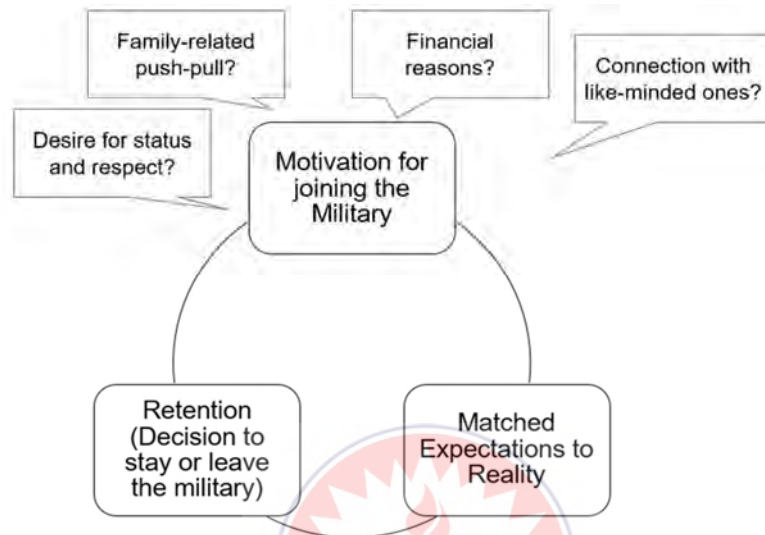 Family-related
push-pull?
Financial
reasons?
Connection with
like-minded ones?
Desire for status
and respect?
Motivation for
joining the
Military
Retention
(Decision to
stay or leave
the military)
Matched
Expectations to
Reality